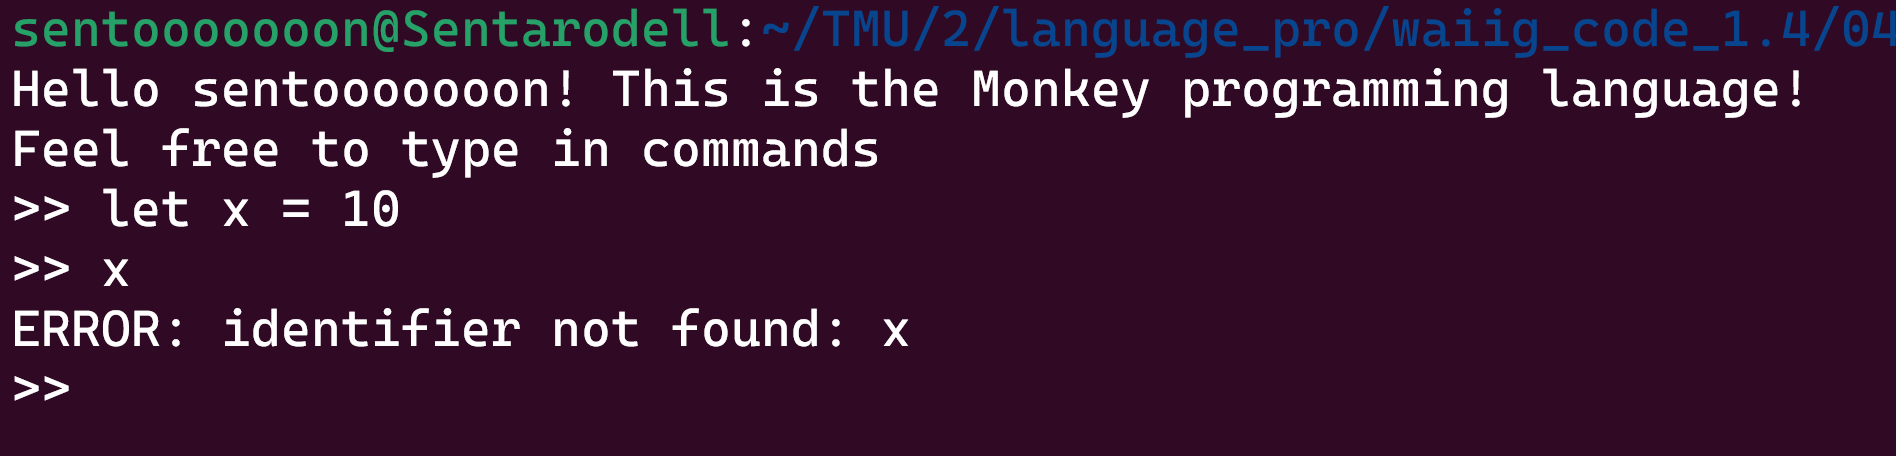 sentoooooooon@Sentarodell:~/TMU/2/language_pro/waiig_code_1.4/04
Hello sentoooooooon! This is the Monkey programming language!
Feel free to type in commands
>> let x = 10
>> x
ERROR: identifier not found: x
>>